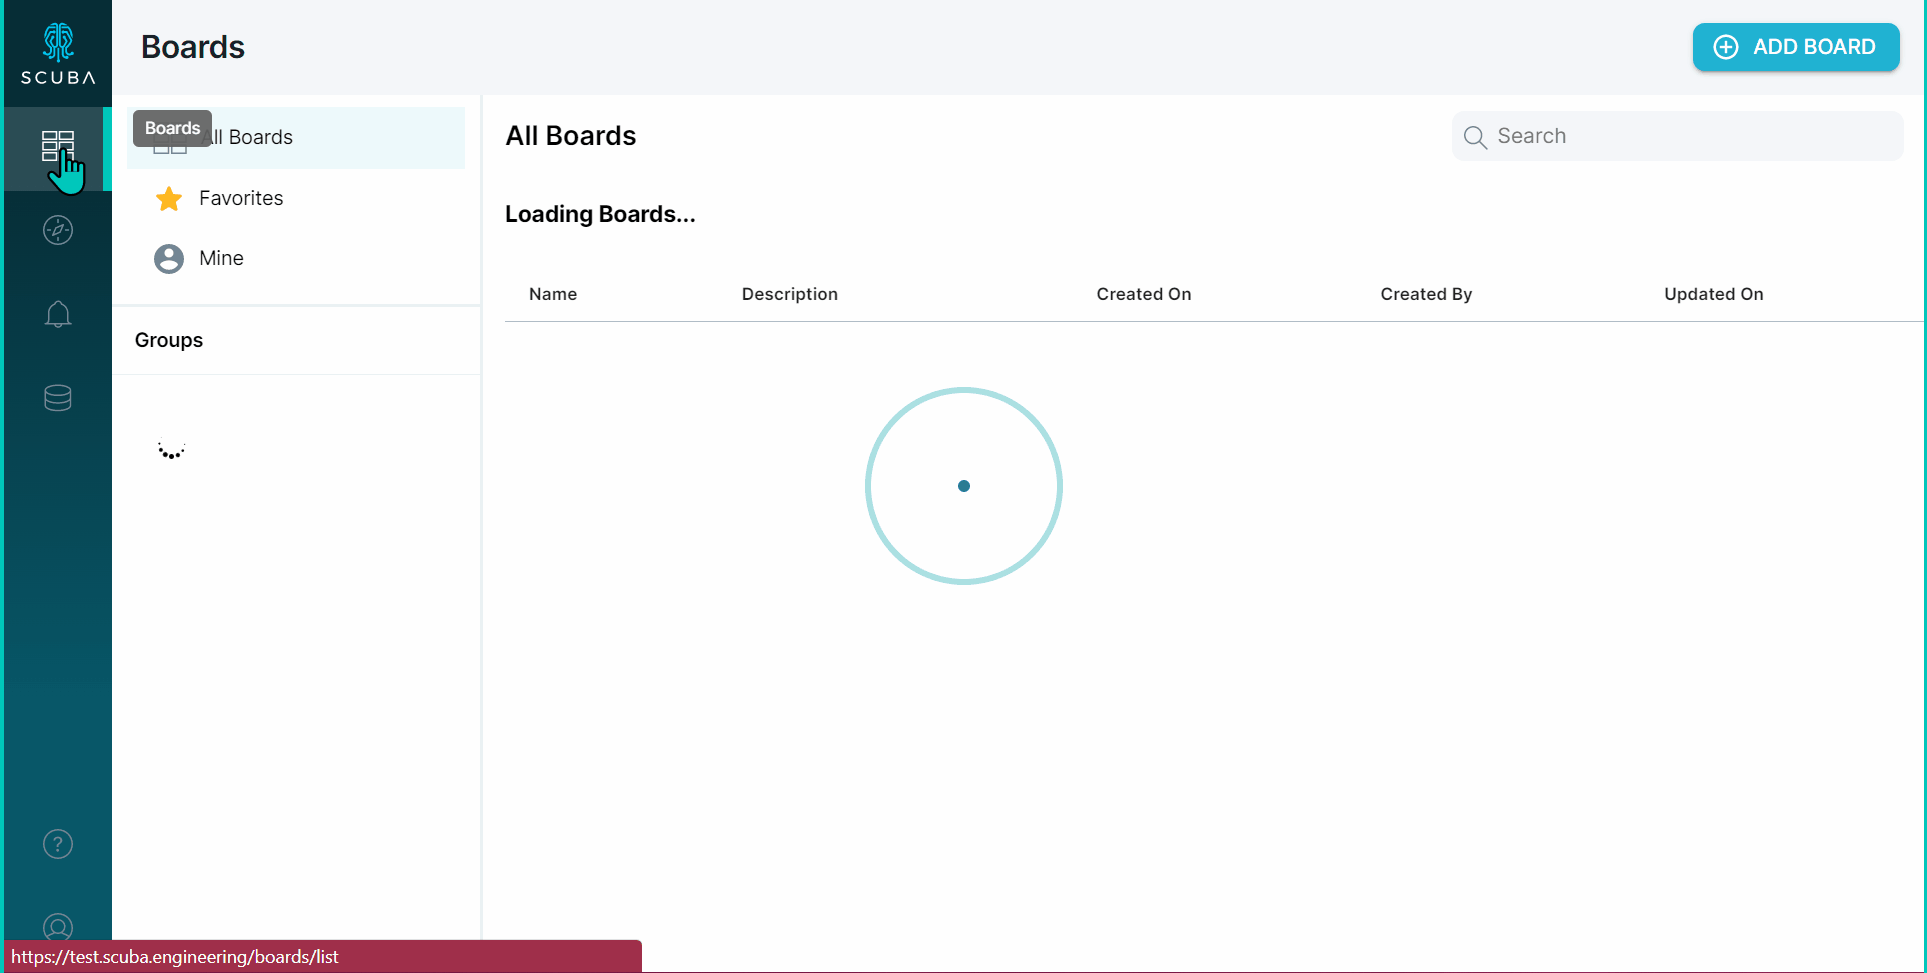 SCUBA
Boards
ADD BOARD
Boards
All Boards
Favorites
Mine
Groups
All Boards
Search
Loading Boards...
Name Description Created On Created By Updated On
?
https://test.scuba.engineering/boards/list